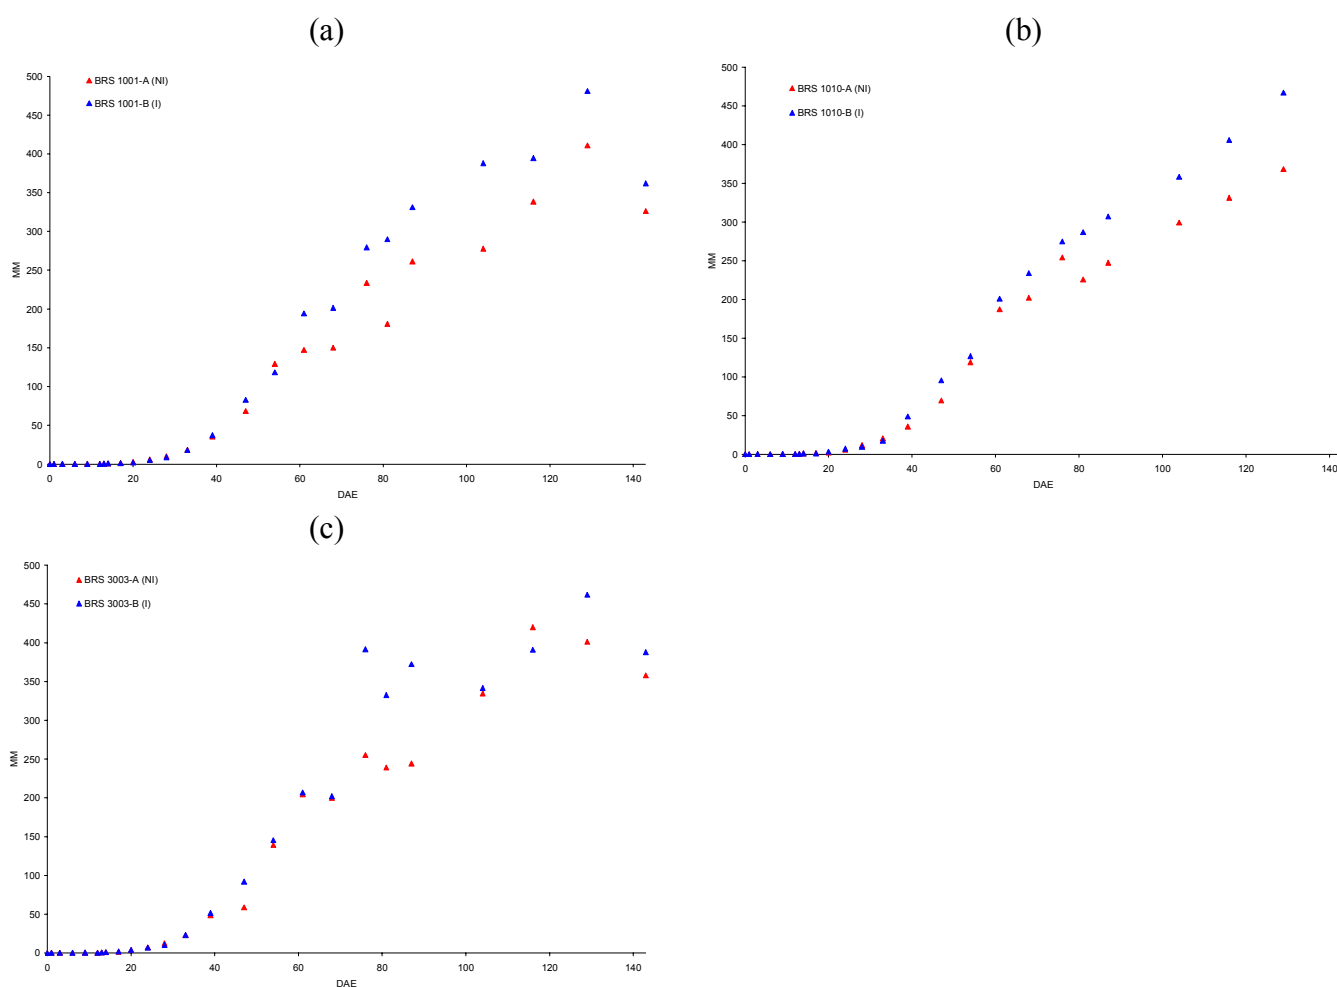 (a)
BRS 1001-A (NI)
BRS 1001-B (I)
500
450
400
350
300
250
200
150
100
50
0
MM
0 20 40 60 80 100 120 140
DAE
(b)
BRS 1010-A (NI)
BRS 1010-B (I)
500
450
400
350
300
250
200
150
100
50
0
MM
0 20 40 60 80 100 120 140
DAE
(c)
BRS 3003-A (NI)
BRS 3003-B (I)
500
450
400
350
300
250
200
150
100
50
0
MM
0 20 40 60 80 100 120 140
DAE